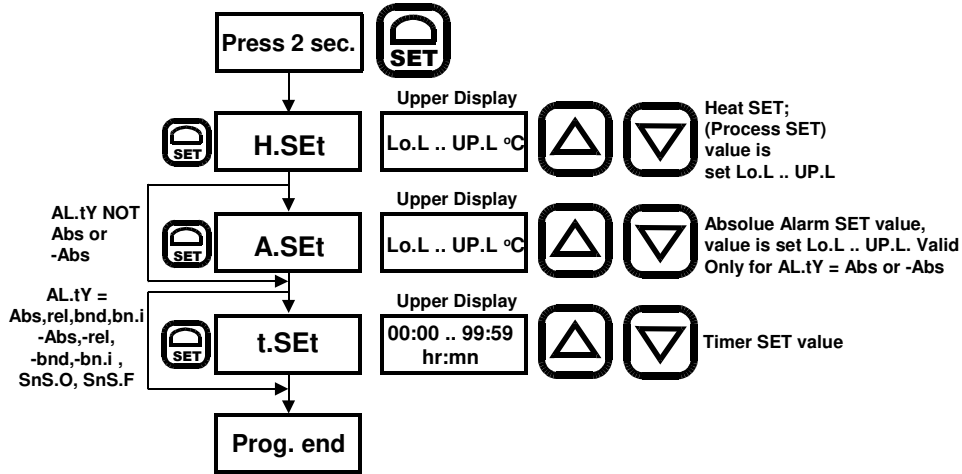 Press 2 sec.
SET
Upper Display
SET
H.SEt
Lo.L .. UP.L ºC
Heat SET;
(Process SET)
value is
set Lo.L .. UP.L
AL.tY NOT
Abs or
-Abs
Upper Display
SET
A.SEt
Lo.L .. UP.L ºC
Absolue Alarm SET value,
value is set Lo.L .. UP.L. Valid
Only for AL.tY = Abs or -Abs
AL.tY =
Abs,rel,bnd,bn.i
-Abs,-rel,
-bnd,-bn.i ,
SnS.O, SnS.F
Upper Display
SET
t.SEt
00:00 .. 99:59
hr:mn
Timer SET value
Prog. end